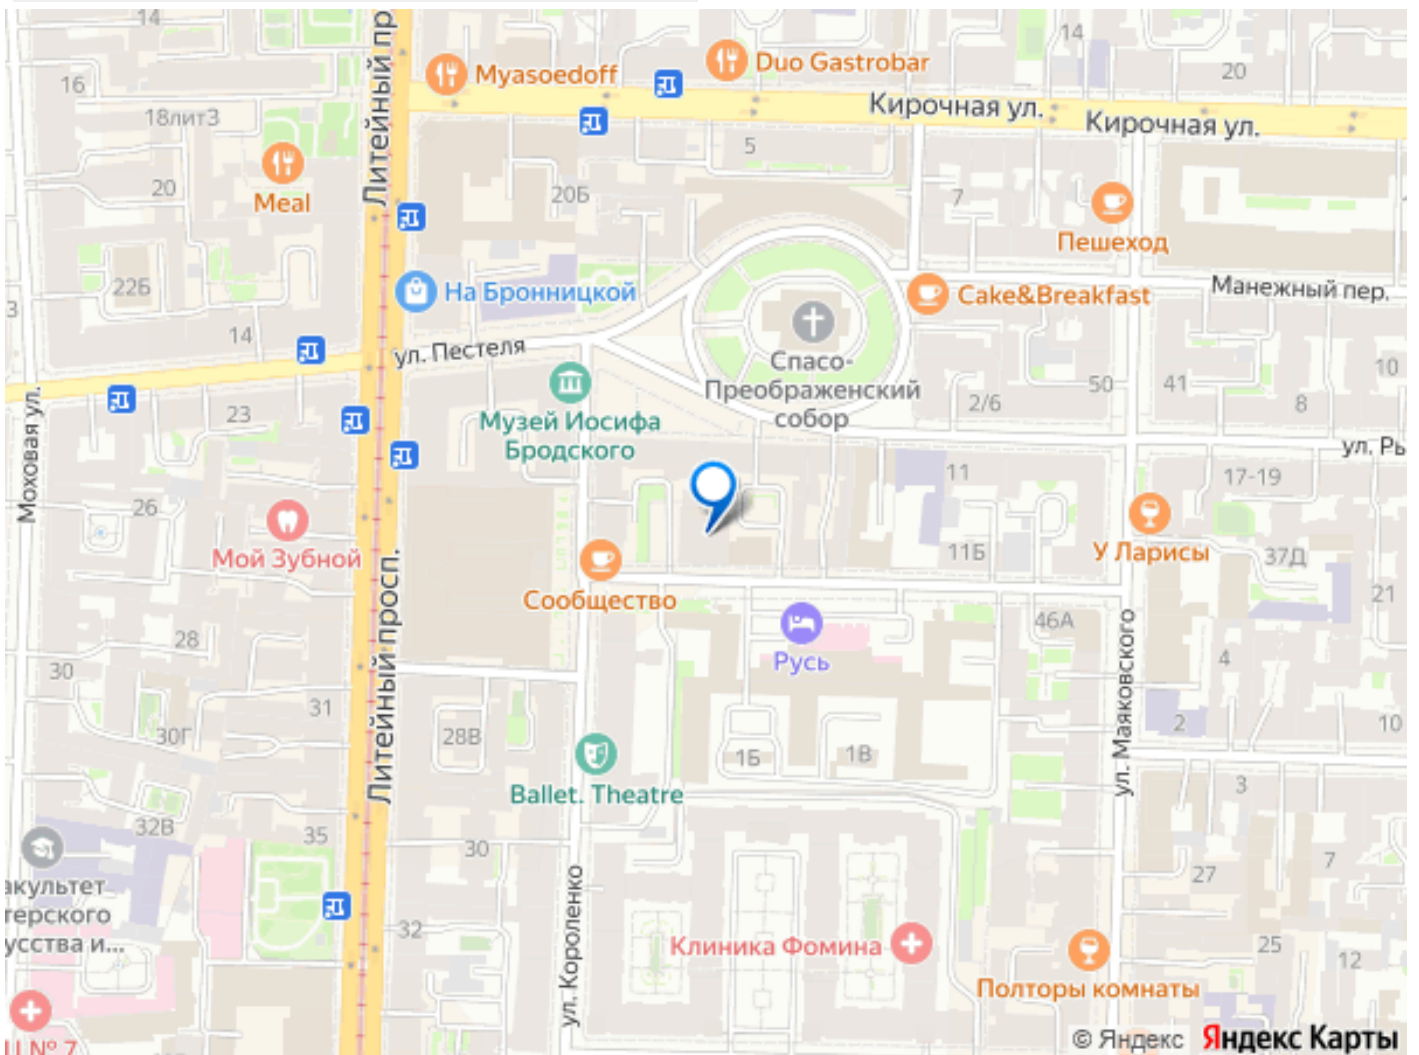 14
Литейный пр
Myasoedoff
Duo Gastrobar
14
20
16
18лит3
Кирочная ул.
Кирочная ул.
5
20
Meal
20Б
7
Пешеход
22Б
На Бронницкой
Cake&Breakfast
Манежный пер.
3
14
ул. Пестеля
Спасо-
Преображенский
собор
Моховая ул.
23
Музей Иосифа
Бродского
2/6
50
41
8
10
ул. Ры
26
11
17-19
Мой Зубной
11Б
У Ларисы
37Д
Сообщество
Литейный просп.
28
46А
21
30
Русь
ул. Маяковского
4
31
30Г
28В
1Б
1В
2
10
Ballet. Theatre
3
32В
35
30
7
27
акультет
терского
усства и...
32
ул. Короленко
Клиника Фомина
25
12
Полторы комнаты
№ 7
© Яндекс Яндекс Карты